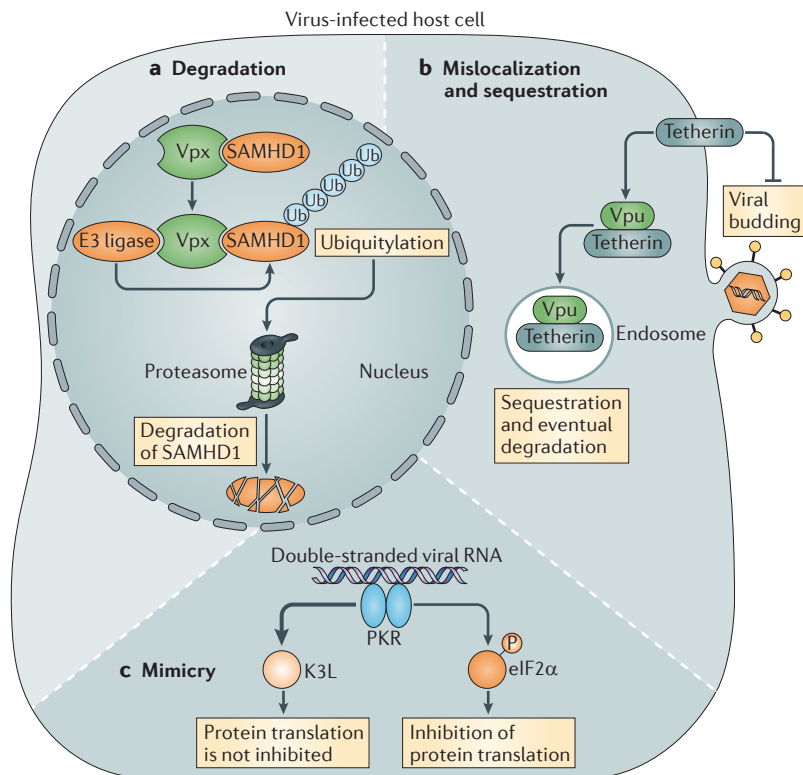 Virus-infected host cell
a Degradation
b Mislocalization
and sequestration
Vpx
SAMHD1
Ub
Ub
Ub
Ub
Ub
E3 ligase
Vpx
SAMHD1
Ubiquitylation
Proteasome
Nucleus
Degradation
of SAMHD1
Tetherin
Viral
budding
Vpu
Tetherin
Vpu
Tetherin
Endosome
Sequestration
and eventual
degradation
Double-stranded viral RNA
PKR
P
c Mimicry
K3L
eIF2α
Protein translation
is not inhibited
Inhibition of
protein translation